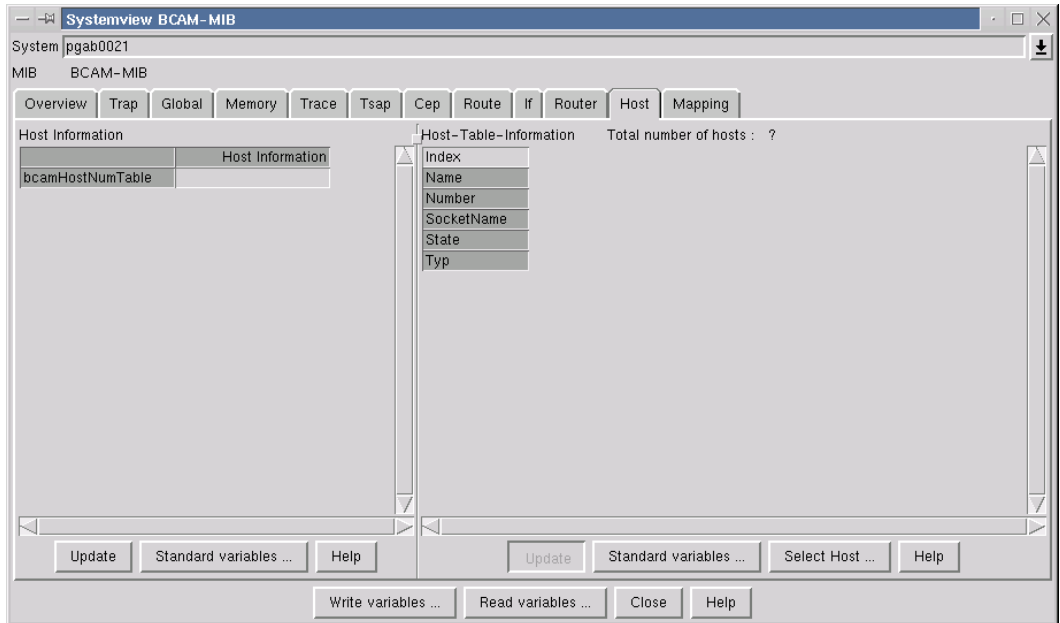 Systemview BCAM-MIB
System pgab0021
MIB BCAM-MIB
Overview Trap Global Memory Trace Tsap Cep Route If Router Host Mapping
Host Information
Host Information
bcamHostNumTable
Host-Table-Information Total number of hosts : ?
Index
Name
Number
SocketName
State
Typ
Update Standard variables ... Help
Update Standard variables ... Select Host ... Help
Write variables ... Read variables ... Close Help